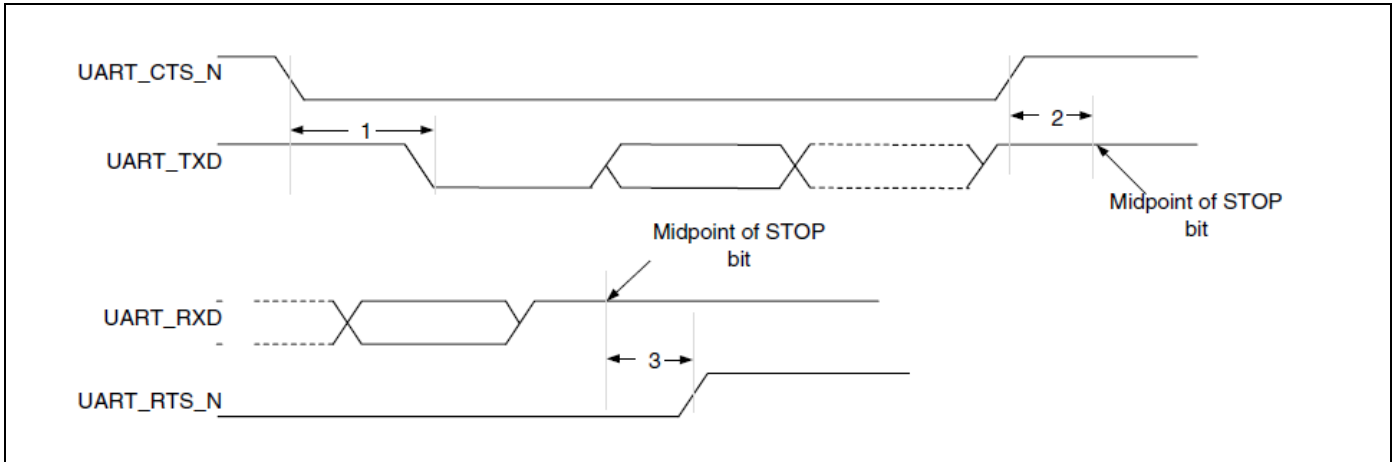 UART_CTS_N
1
2
UART_TXD
Midpoint of STOP
bit
Midpoint of STOP
bit
UART_RXD
3
UART_RTS_N